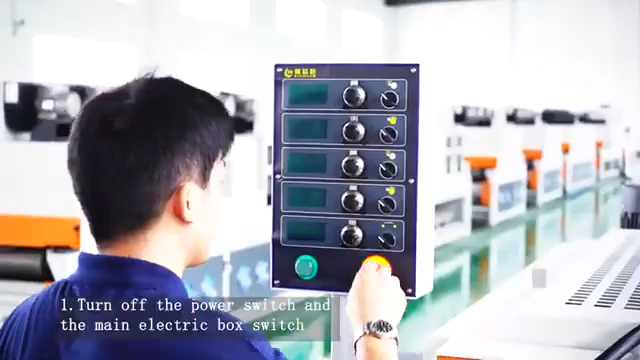 1.Turn off the power switch and
the main electric box switch